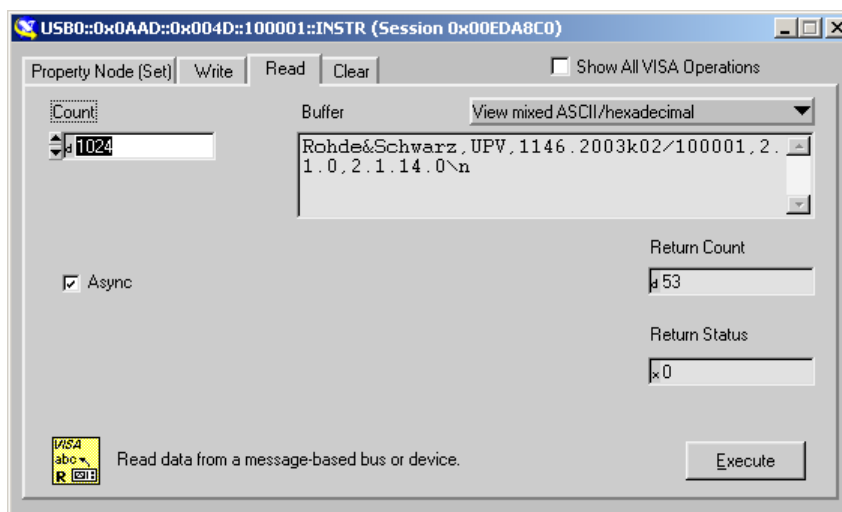 USB0::0x0AAD::0x004D::100001::INSTR (Session 0x00EDA8C0)
Property Node (Set) Write Read Clear Show All VISA Operations
Count Buffer View mixed ASCII/hexadecimal
d 1024
Rohde&Schwarz,UPV,1146.2003k02/100001,2.
1.0,2.1.14.0\n
Return Count
Async
d 53
Return Status
x 0
VISA
abc
R
Read data from a message-based bus or device.
Execute